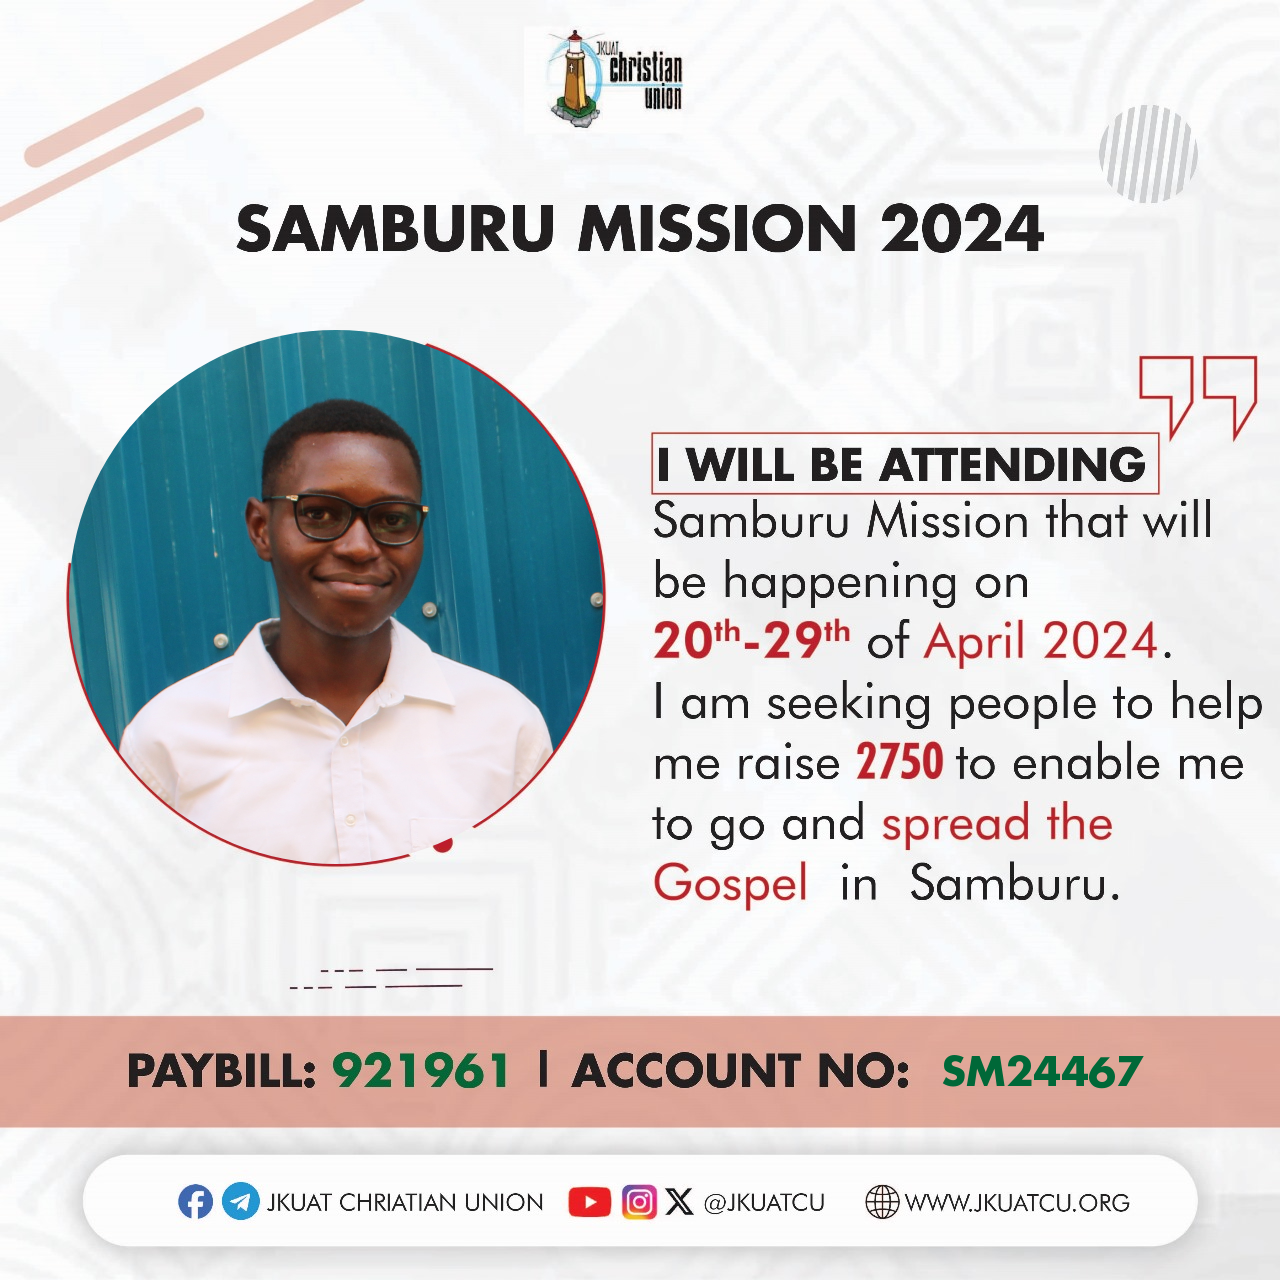 JKUAT
christian
union
SAMBURU MISSION 2024
I WILL BE ATTENDING
Samburu Mission that will
be happening on
20th-29th of April 2024.
I am seeking people to help
me raise 2750 to enable me
to go and spread the
Gospel in Samburu.
PAYBILL: 921961 | ACCOUNT NO: SM24467
JKUAT CHRIATIAN UNION @JKUATCU WWW.JKUATCU.ORG